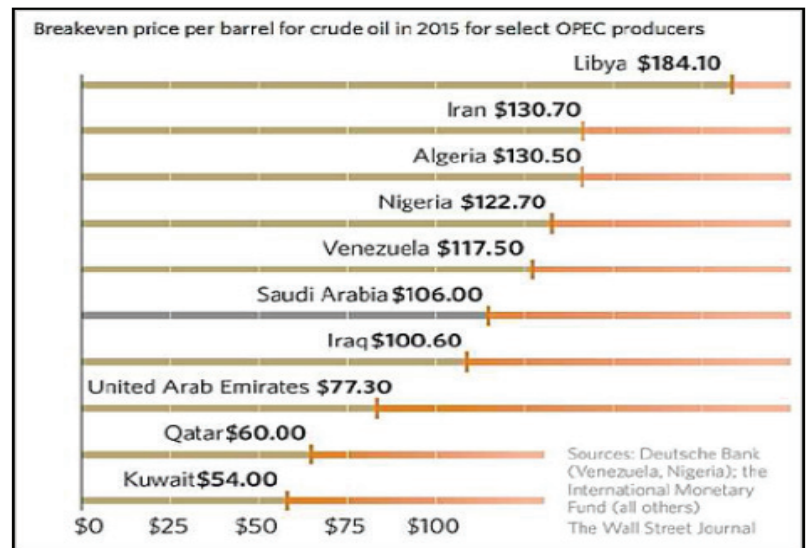 Breakeven price per barrel for crude oil in 2015 for select OPEC producers
Libya $184.10
Iran $130.70
Algeria $130.50
Nigeria $122.70
Venezuela $117.50
Saudi Arabia $106.00
Iraq $100.60
United Arab Emirates $77.30
Qatar $60.00
Kuwait $54.00
$0 $25 $50 $75 $100
Sources: Deutsche Bank
(Venezuela, Nigeria); the
International Monetary
Fund (all others)
The Wall Street Journal